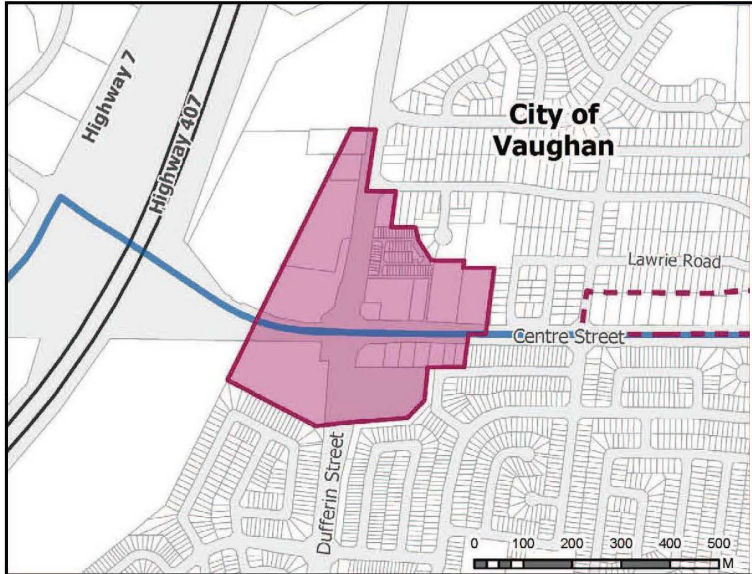 Highway 7
Highway 407
City of
Vaughan
Lawrie Road
Centre Street
Dufferin Street
0 100 200 300 400 500
M